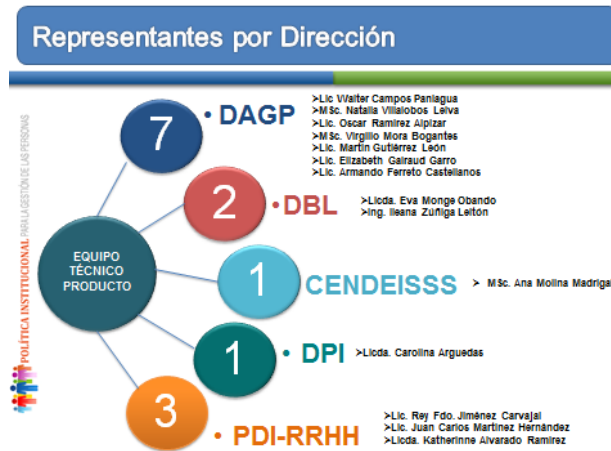 Representantes por Dirección
7
• DAGP
➢Lic Walter Campos Paniagua
➢MSc. Natalia Villalobos Leiva
➢Lic. Oscar Ramirez Alpizar
➢MSc. Virgilio Mora Bogantes
➢Lic. Martín Gutiérrez León
➢Lic. Elizabeth Gairaud Garro
➢Lic. Armando Ferreto Castellanos
2
• DBL
➢Licda. Eva Monge Obando
➢Ing. Ileana Zúñiga Leitón
EQUIPO
TÉCNICO
PRODUCTO
1
CENDEISSS
➢ MSc. Ana Molina Madrigal
1
• DPI
➢Licda. Carolina Arguedas
3
• PDI-RRHH
➢Lic. Rey Fdo. Jiménez Carvajal
➢Lic. Juan Carlos Martínez Hernández
➢Licda. Katherinne Alvarado Ramirez
POLÍTICA INSTITUCIONAL PARA LA GESTIÓN DE LAS PERSONAS